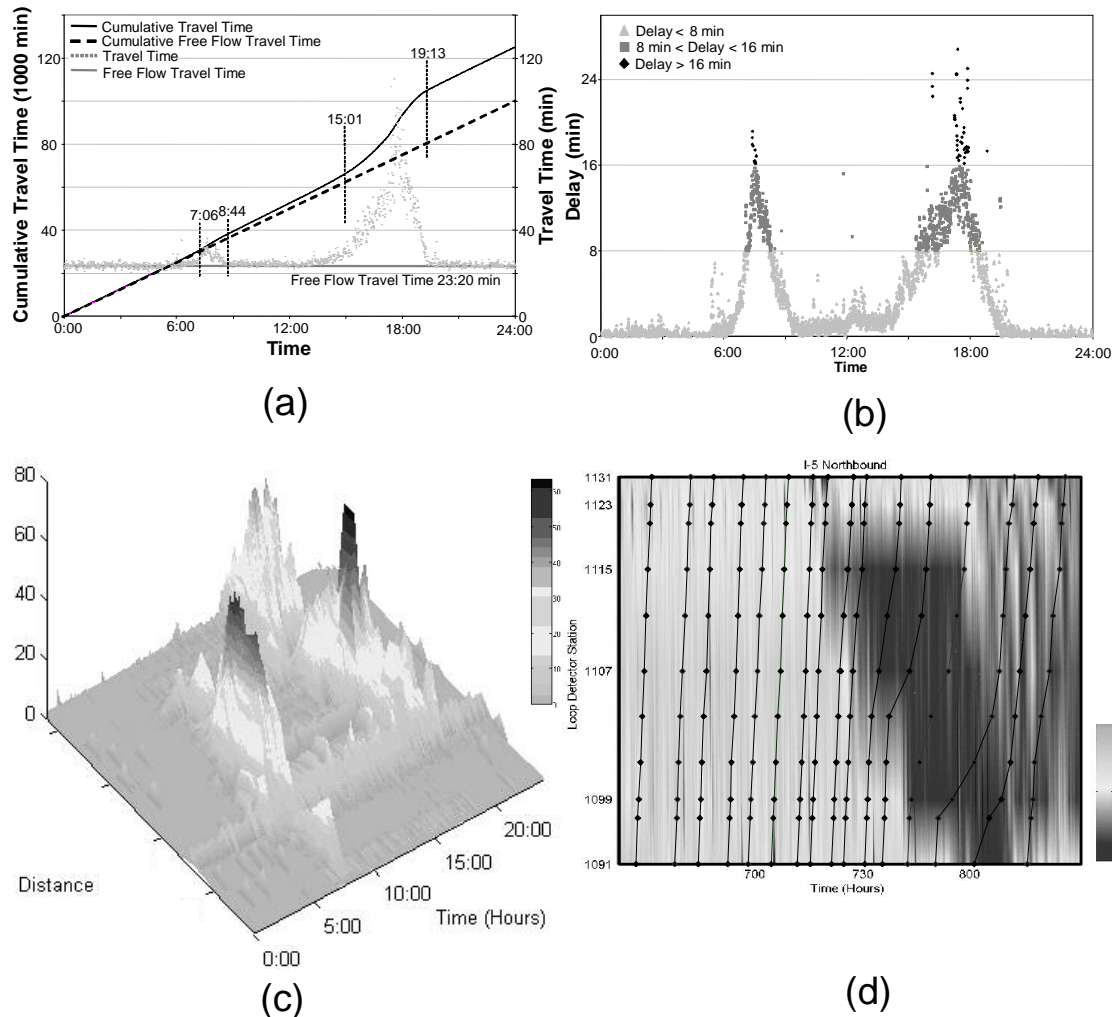 Cumulative Travel Time
Cumulative Free Flow Travel Time
Travel Time
Free Flow Travel Time
Cumulative Travel Time (1000 min)
120
80
40
0
7:06
8:44
15:01
19:13
Free Flow Travel Time 23:20 min
120
80
40
0
Travel Time (min)
0:00
6:00
12:00
18:00
24:00
Time
(a)
Delay < 8 min
8 min < Delay < 16 min
Delay > 16 min
Delay (min)
24
16
8
0
0:00
6:00
12:00
18:00
24:00
Time
(b)
80
60
40
20
0
50
40
30
20
10
Distance
0:00
5:00
10:00
15:00
20:00
Time (Hours)
(c)
I-5 Northbound
Loop Detector Station
1131
1123
1115
1107
1099
1091
700
730
800
Time (Hours)
(d)